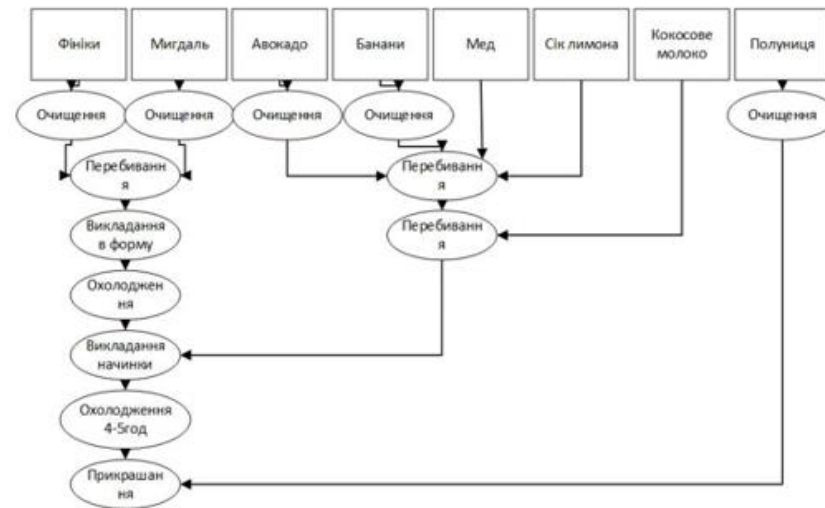 Фініки
Мигдаль
Авокадо
Банани
Мед
Сік лимона
Кокосове
молоко
Полуниця
Очищення
Очищення
Очищення
Очищення
Очищення
Перебиванн
я
Перебиванн
я
Викладання
в форму
Перебиванн
я
Охолоджен
ня
Викладання
начинки
Охолодження
4-5год
Прикрашан
ня